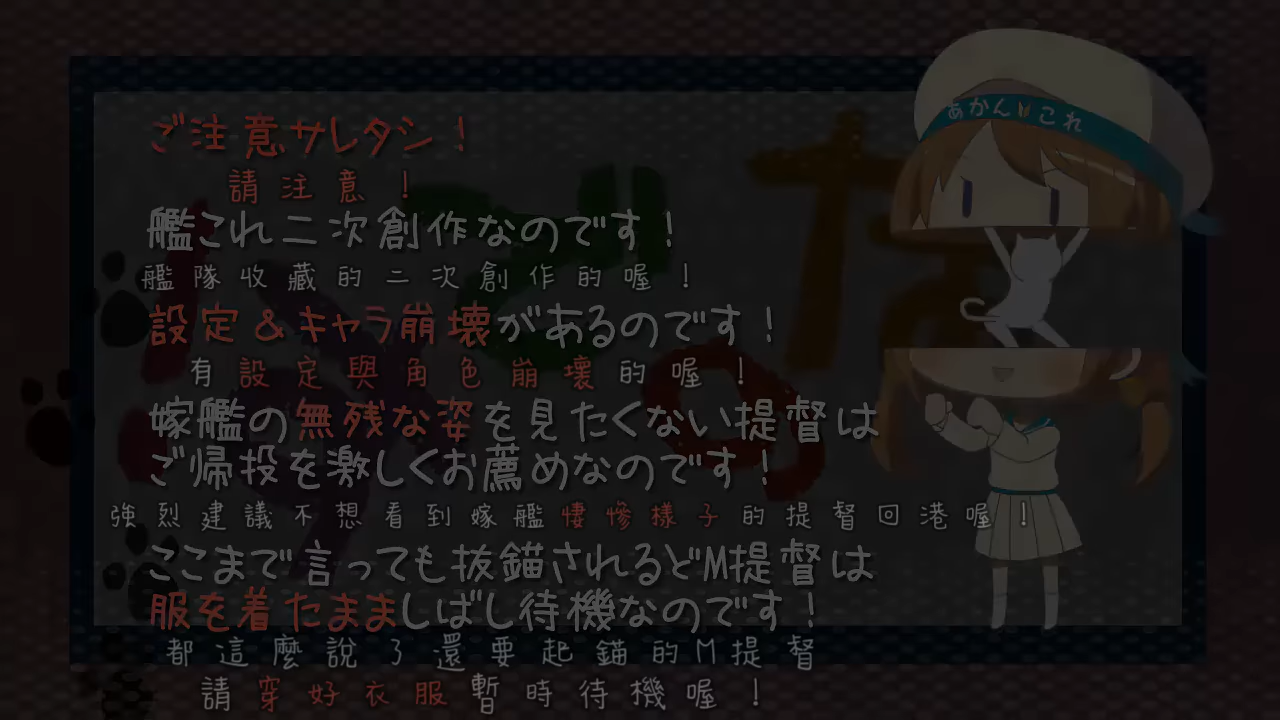 あかんこれ
ご注意サレタシ！
請注意！
艦これ二次創作なのです！
艦隊收藏的二次創作的喔！
設定＆キャラ崩壊があるのです！
有設定與角色崩壞的喔！
嫁艦の無残な姿を見たくない提督は
ご帰投を激しくお薦めなのです！
強烈建議不想看到嫁艦悽慘樣子的提督回港喔！
ここまで言っても抜錨されるどM提督は
服を着たまましばし待機なのです！
都這麼說了還要起錨的M提督
請穿好衣服暫時待機喔！